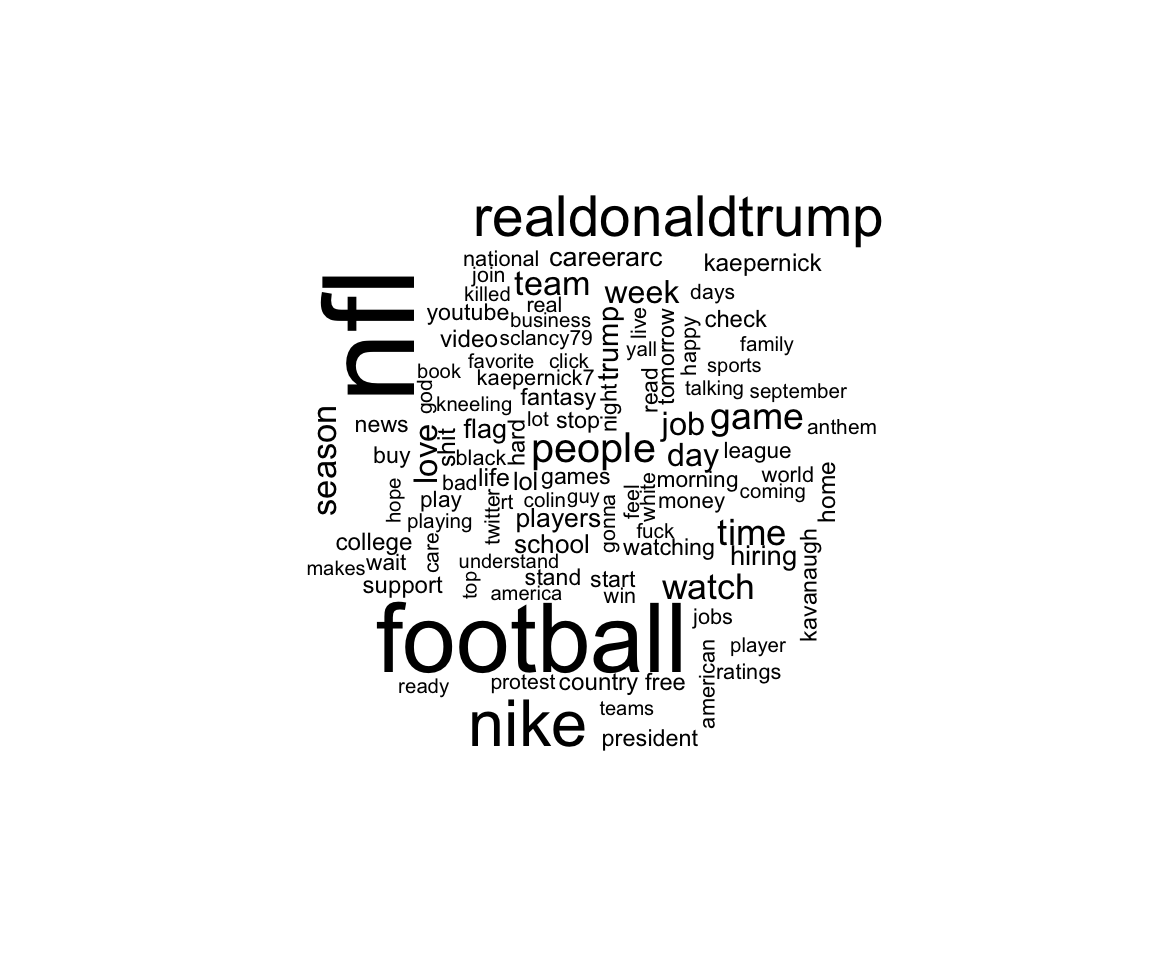 realdonaldtrump
national
careerarc
kaepernick
join
team
nfl
killed
week
days
real
youtube
business
trump
live
tomorrow
happy
check
video
sclancy79
yall
family
favorite
click
sports
book
kaepernick7
read
talking
september
god
kneeling
fantasy
night
season
news
love
shit
flag
hard
lot
stop
job
game
anthem
people
buy
black
day
league
bad
life
lol
games
white
morning
world
home
hope
play
twitter
rt
colin
guy
feel
money
coming
playing
players
gonna
fuck
time
college
care
school
watching
hiring
kavanaugh
makes
wait
understand
support
top
stand
start
watch
america
win
football
jobs
american
player
ratings
ready
protest
country
free
nike
teams
president